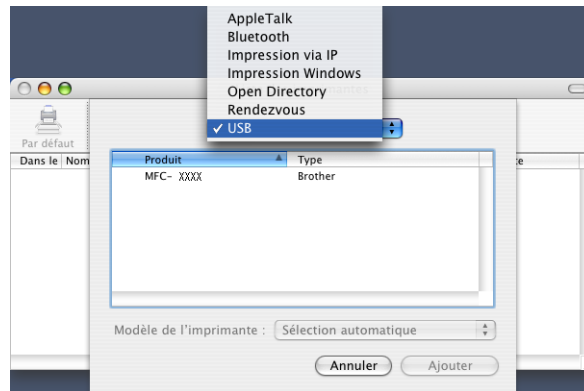 AppleTalk
Bluetooth
Impression via IP
Impression Windows
Open Directory
Rendezvous
✓ USB
Par défaut
Dans le Nom
Produit Type
MFC- XXXX Brother
Modèle de l'imprimante : Sélection automatique
Annuler Ajouter